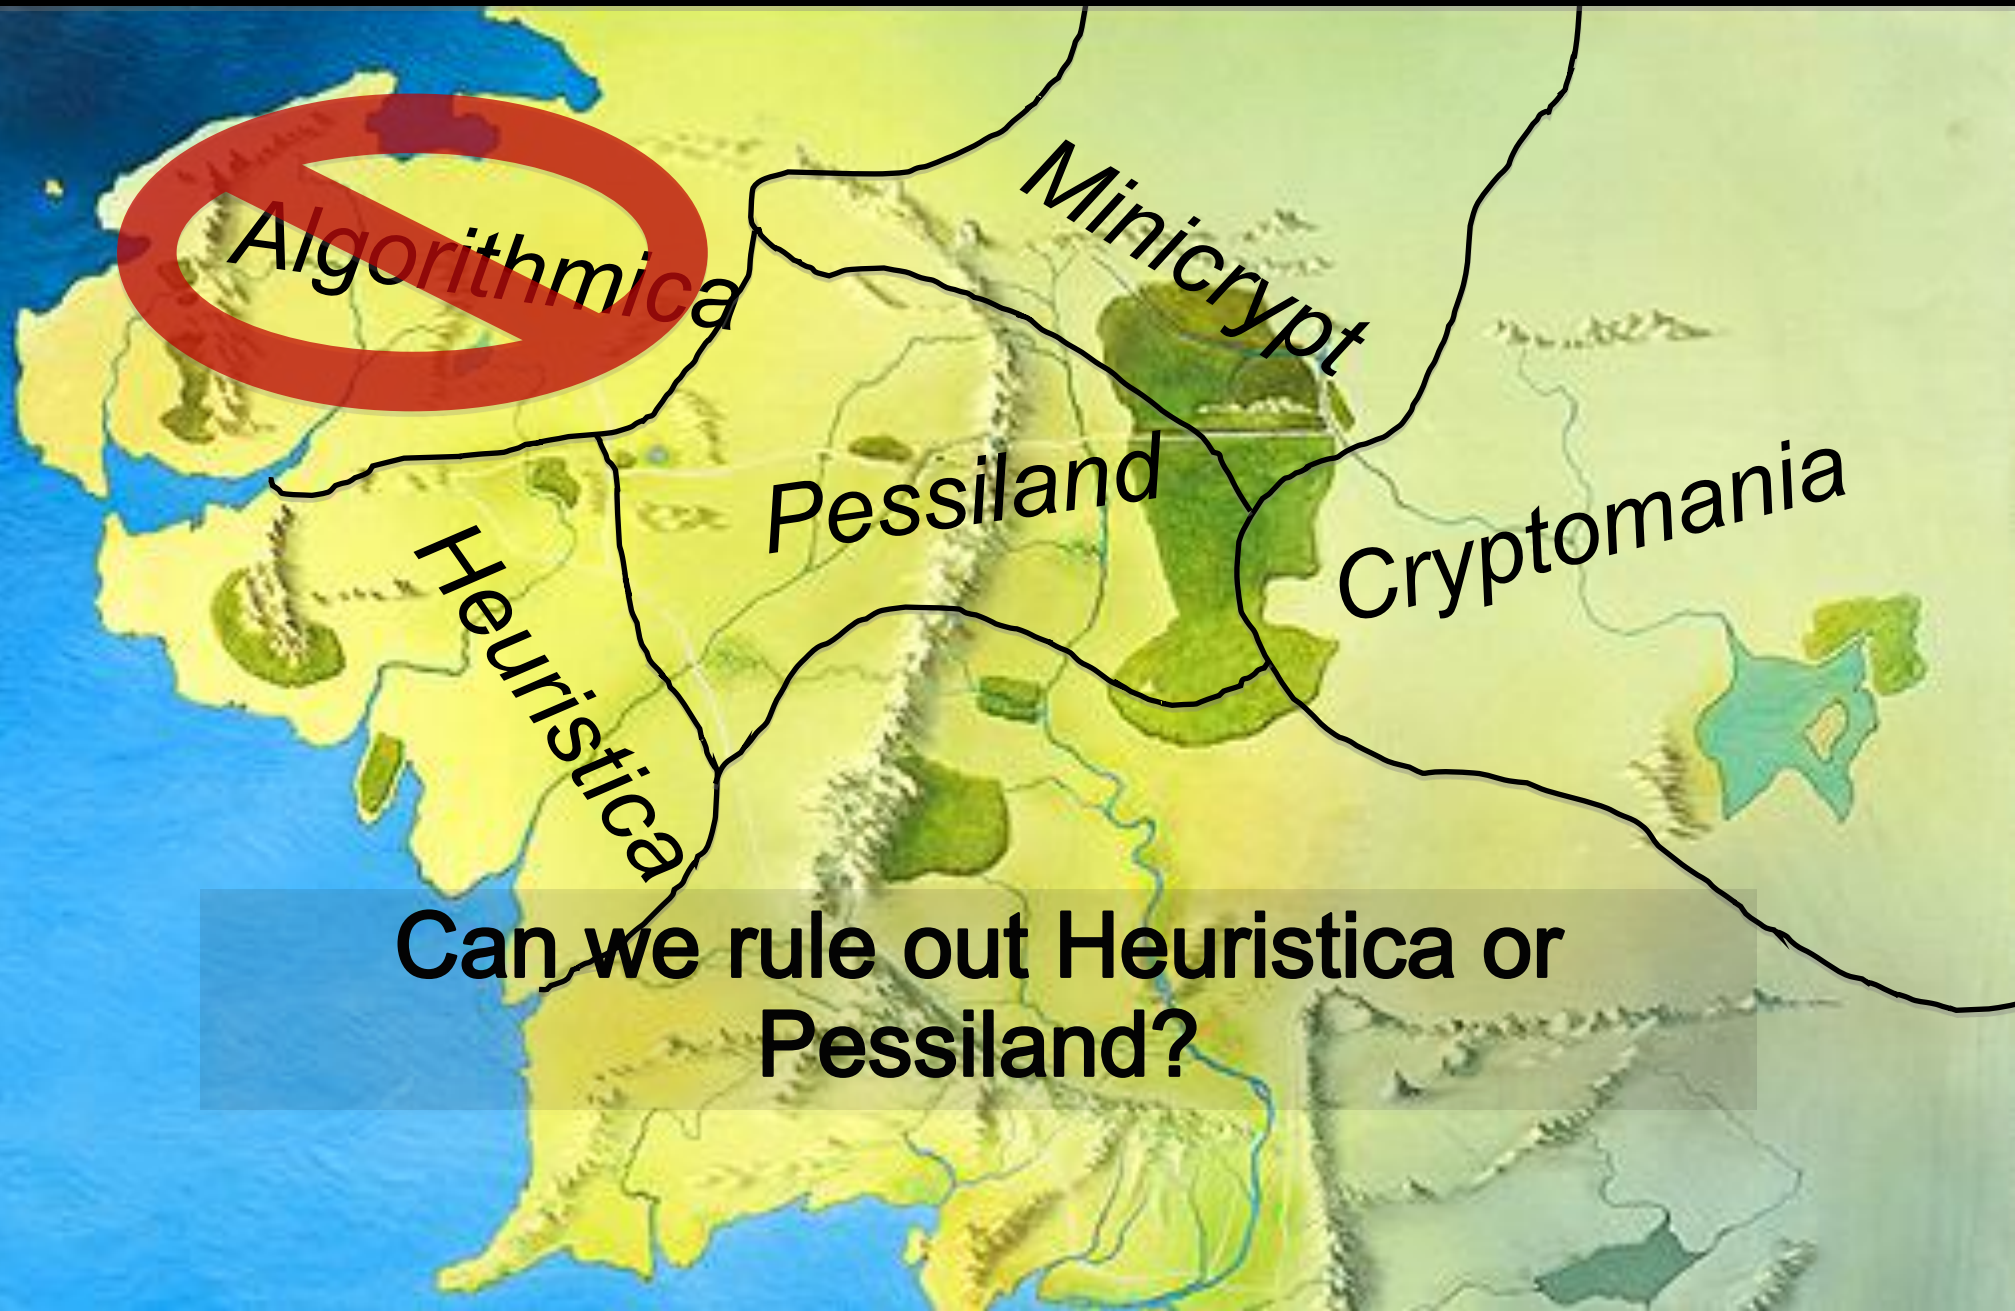 Minicrypt
Algorithmica
Pessiland
Cryptomania
Heuristica
Can we rule out Heuristica or
Pessiland?